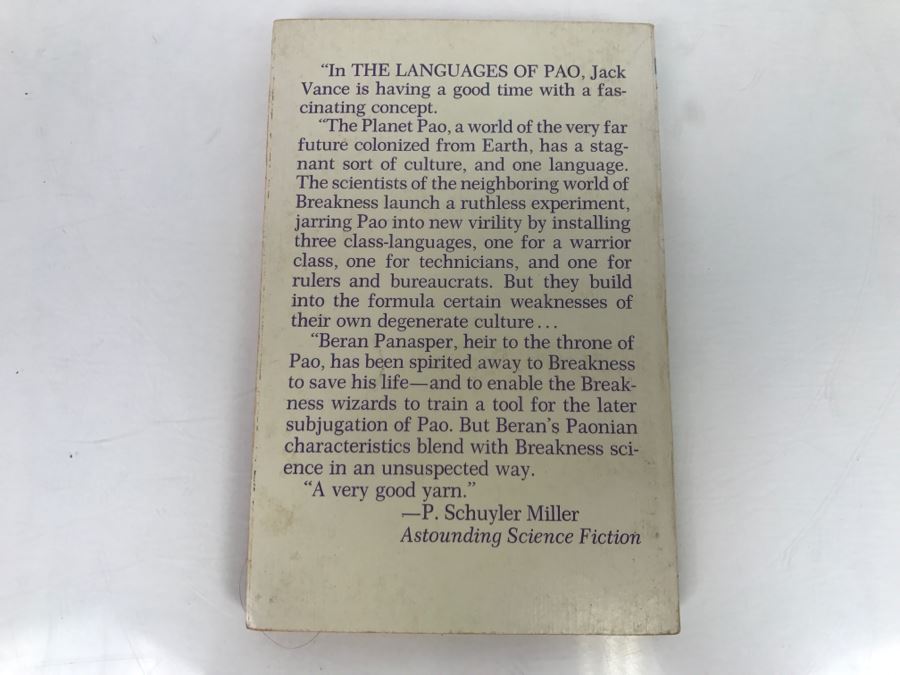 “In THE LANGUAGES OF PAO, Jack
Vance is having a good time with a fas-
cinating concept.
“The Planet Pao, a world of the very far
future colonized from Earth, has a stag-
nant sort of culture, and one language.
The scientists of the neighboring world of
Breakness launch a ruthless experiment,
jarring Pao into new virility by installing
three class-languages, one for a warrior
class, one for technicians, and one for
rulers and bureaucrats. But they build
into the formula certain weaknesses of
their own degenerate culture...
“Beran Panasper, heir to the throne of
Pao, has been spirited away to Breakness
to save his life—and to enable the Break-
ness wizards to train a tool for the later
subjugation of Pao. But Beran’s Paonian
characteristics blend with Breakness sci-
ence in an unsuspected way.
“A very good yarn.”
—P. Schuyler Miller
Astounding Science Fiction